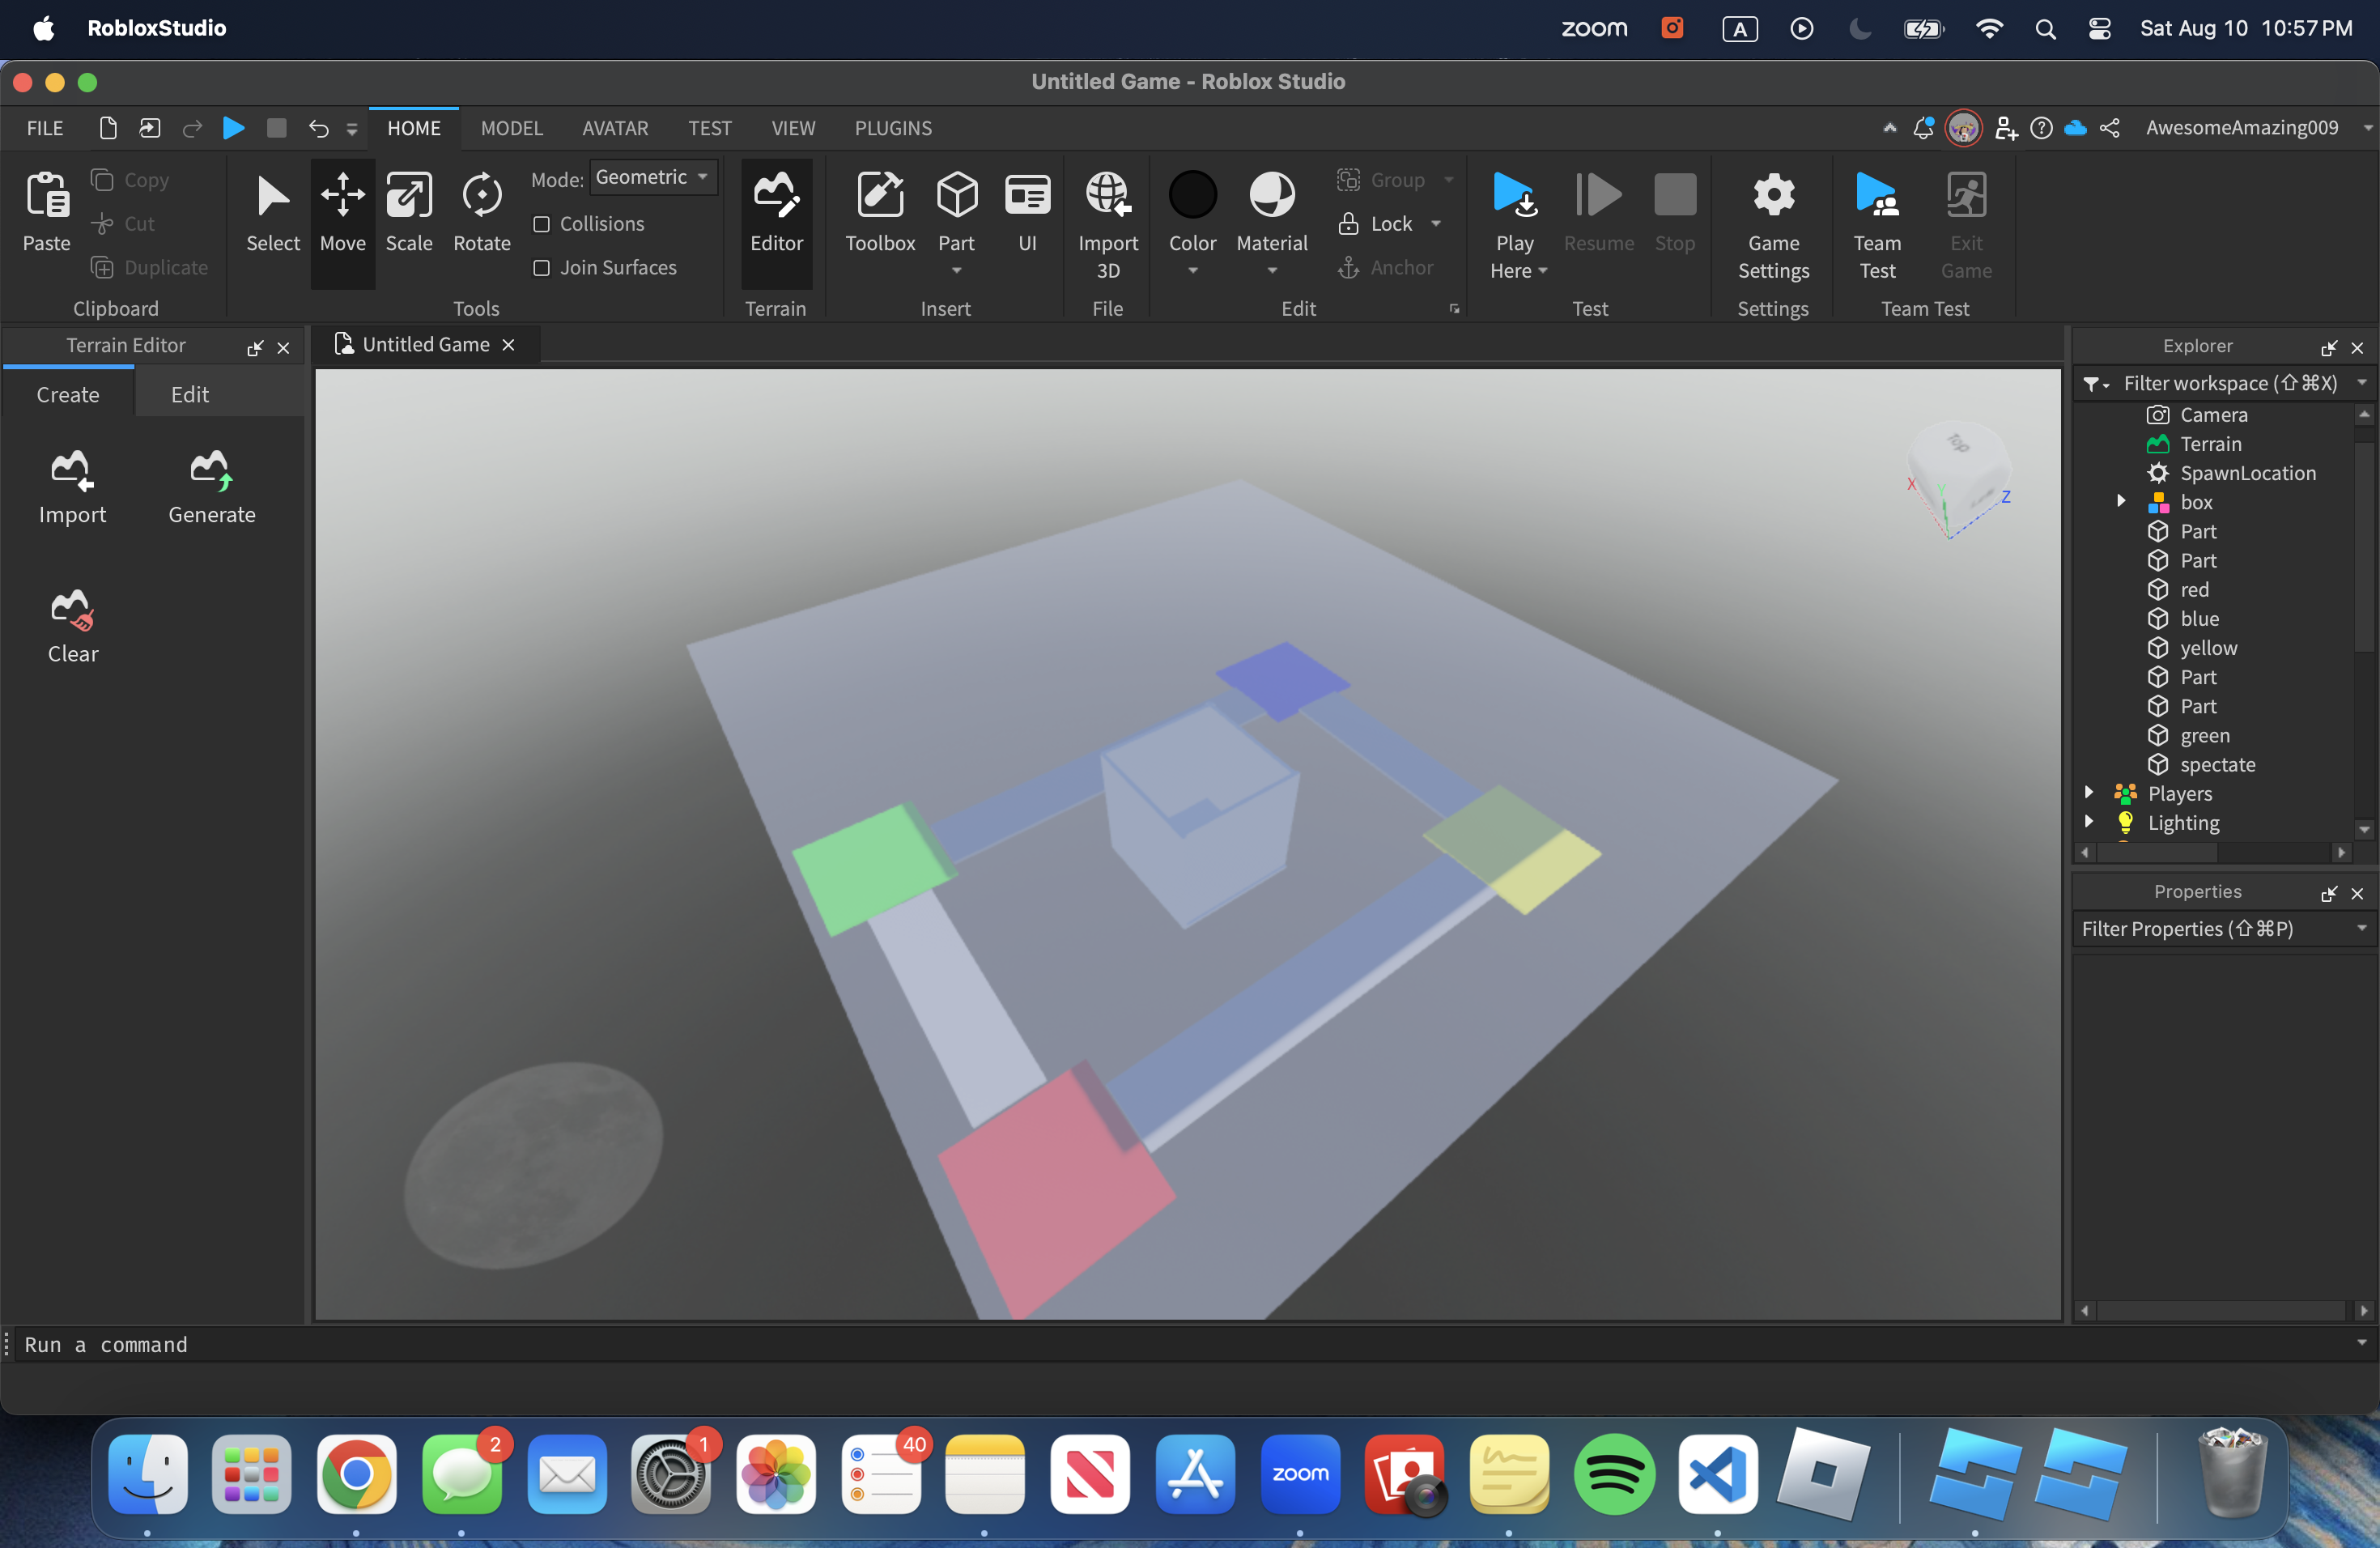 RobloxStudio
zoom
A
Sat Aug 10 10:57 PM
Untitled Game - Roblox Studio
FILE
HOME
MODEL
AVATAR
TEST
VIEW
PLUGINS
AwesomeAmazing009
Paste
Copy
Cut
Duplicate
Clipboard
Select
Move
Scale
Rotate
Mode: Geometric
Collisions
Join Surfaces
Tools
Editor
Terrain
Toolbox
Part
UI
Insert
Import
3D
File
Color
Material
Group
Lock
Anchor
Edit
Play
Here
Resume
Stop
Test
Game
Settings
Settings
Team
Test
Exit
Game
Team Test
Terrain Editor
Create
Edit
Import
Generate
Clear
Untitled Game
Top
X
Y
Z
Explorer
Filter workspace (⇧⌘X)
Camera
Terrain
SpawnLocation
box
Part
Part
red
blue
yellow
Part
Part
green
spectate
Players
Lighting
Properties
Filter Properties (⇧⌘P)
Run a command
2
1
40
zoom